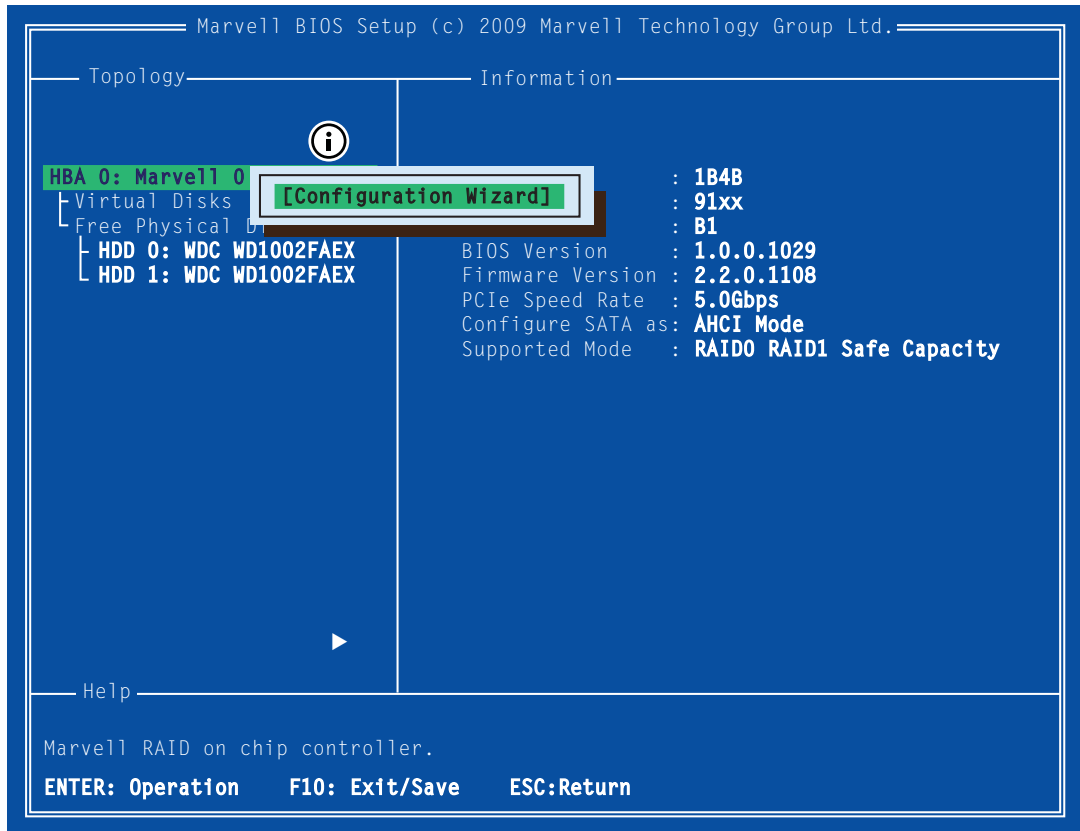 Marvell BIOS Setup (c) 2009 Marvell Technology Group Ltd.
Topology
Information
HBA 0: Marvell 0
[Configuration Wizard]
Virtual Disks
Free Physical D
HDD 0: WDC WD1002FAEX
HDD 1: WDC WD1002FAEX
: 1B4B
: 91xx
: B1
BIOS Version : 1.0.0.1029
Firmware Version : 2.2.0.1108
PCIe Speed Rate : 5.0Gbps
Configure SATA as: AHCI Mode
Supported Mode : RAID0 RAID1 Safe Capacity
Help
Marvell RAID on chip controller.
ENTER: Operation F10: Exit/Save ESC:Return